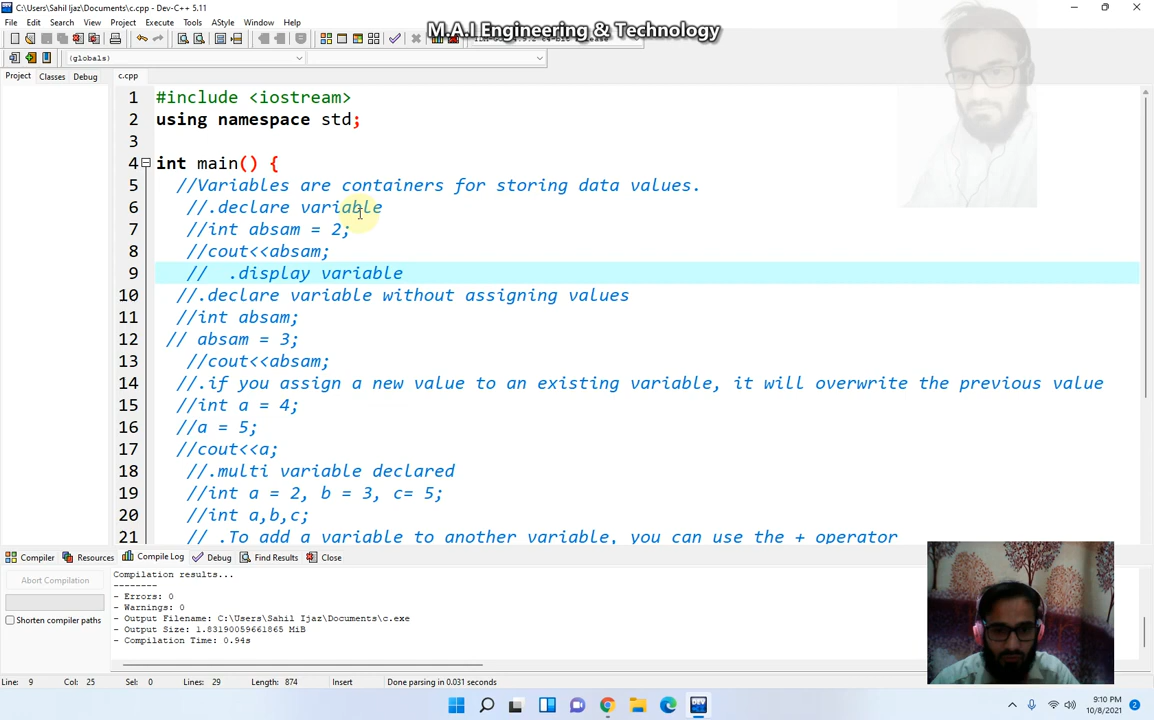 C:\Users\Sahil Ijaz\Documents\c.cpp - Dev-C++ 5.11
File Edit Search View Project Execute Tools AStyle Window Help
M.A.I Engineering & Technology
(globals)
Project Classes Debug c.cpp
1 #include <iostream>
2 using namespace std;
3
4 int main() {
5 //Variables are containers for storing data values.
6 //.declare variable
7 //int absam = 2;
8 //cout<<absam;
9 // .display variable
10 //.declare variable without assigning values
11 //int absam;
12 // absam = 3;
13 //cout<<absam;
14 //.if you assign a new value to an existing variable, it will overwrite the previous value
15 //int a = 4;
16 //a = 5;
17 //cout<<a;
18 //.multi variable declared
19 //int a = 2, b = 3, c= 5;
20 //int a,b,c;
21 // .To add a variable to another variable, you can use the + operator
Compiler Resources Compile Log Debug Find Results Close
Abort Compilation
Shorten compiler paths
Compilation results...
--------
- Errors: 0
- Warnings: 0
- Output Filename: C:\Users\Sahil Ijaz\Documents\c.exe
- Output Size: 1.83190059661865 MiB
- Compilation Time: 0.94s
Line: 9 Col: 25 Sel: 0 Lines: 29 Length: 874 Insert Done parsing in 0.031 seconds
DEV
9:10 PM
10/8/2021
2